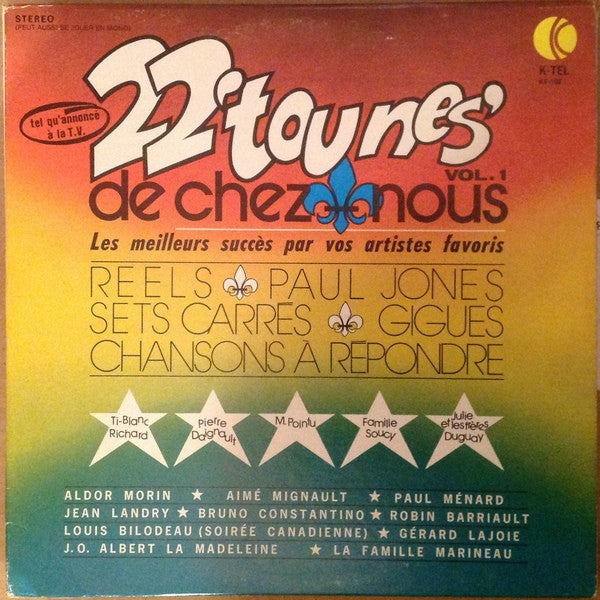 STEREO
(PEUT AUSSI SE JOUER EN MONO)
K-TEL
22 'tounes'
tel qu'annoncé
à la T.V.
VOL. 1
de chez nous
Les meilleurs succès par vos artistes favoris
REELS PAUL JONES
SETS CARRÉS GIGUES
CHANSONS À RÉPONDRE
Ti-Blanc
Richard
Pierre
Daignault
M. Pointu
Famille
Soucy
Julie
et les frères
Duguay
ALDOR MORIN ★ AIMÉ MIGNAULT ★ PAUL MÉNARD
JEAN LANDRY ★ BRUNO CONSTANTINO ★ ROBIN BARRIAULT
LOUIS BILODEAU (SOIRÉE CANADIENNE) ★ GÉRARD LAJOIE
J.O. ALBERT LA MADELEINE ★ LA FAMILLE MARINEAU